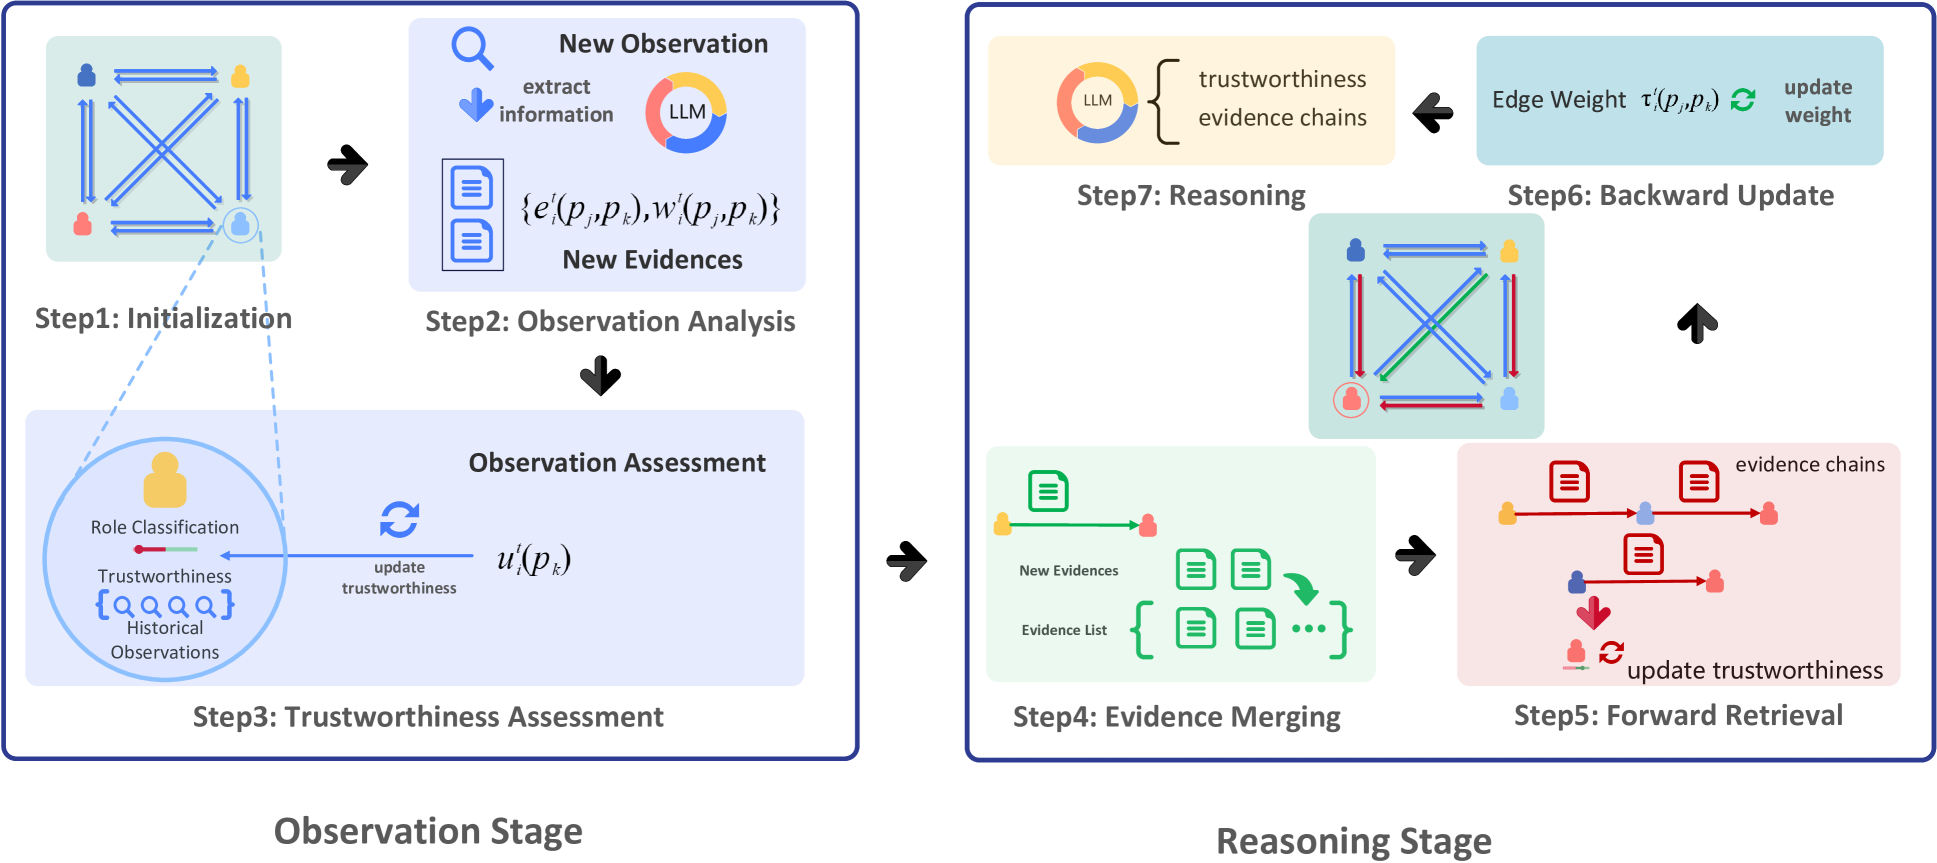 Step1: Initialization
New Observation
extract
information
LLM
{e_i^t(p_j,p_k),w_i^t(p_j,p_k)}
New Evidences
Step2: Observation Analysis
Observation Assessment
Role Classification
Trustworthiness
Historical
Observations
update
trustworthiness
u_i^t(p_k)
Step3: Trustworthiness Assessment
Observation Stage
New Evidences
Evidence List
Step4: Evidence Merging
evidence chains
update trustworthiness
Step5: Forward Retrieval
Edge Weight τ_i^t(p_j,p_k)
update
weight
Step6: Backward Update
LLM
trustworthiness
evidence chains
Step7: Reasoning
Reasoning Stage